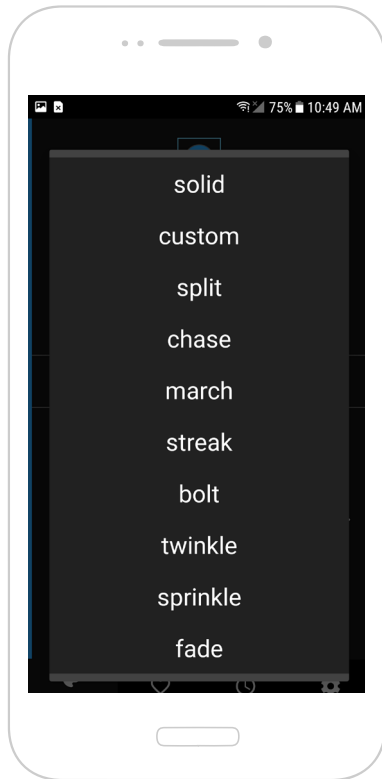 75% 10:49 AM
solid
custom
split
chase
march
streak
bolt
twinkle
sprinkle
fade